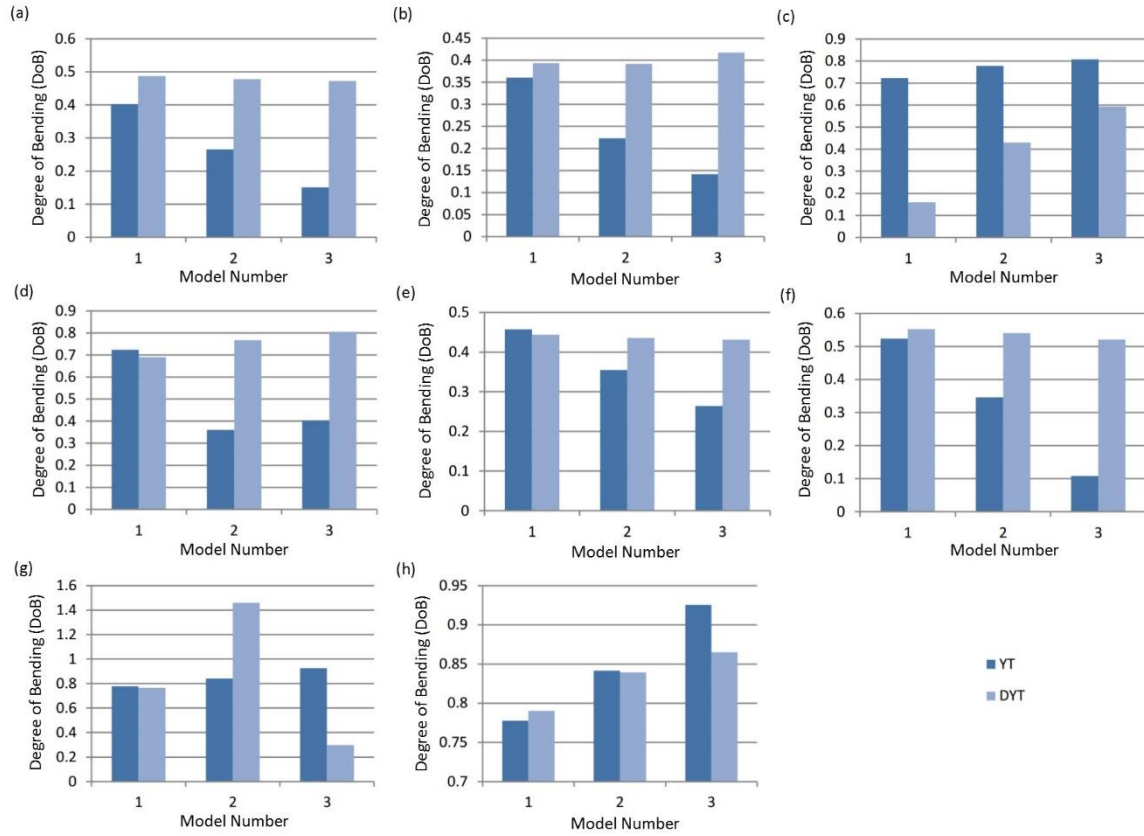 (a)
Degree of Bending (DoB)
0.6
0.5
0.4
0.3
0.2
0.1
0
1 2 3
Model Number
(b)
Degree of Bending (DoB)
0.45
0.4
0.35
0.3
0.25
0.2
0.15
0.1
0.05
0
1 2 3
Model Number
(c)
Degree of Bending (DoB)
0.9
0.8
0.7
0.6
0.5
0.4
0.3
0.2
0.1
0
1 2 3
Model Number
(d)
Degree of Bending (DoB)
0.9
0.8
0.7
0.6
0.5
0.4
0.3
0.2
0.1
0
1 2 3
Model Number
(e)
Degree of Bending (DoB)
0.5
0.4
0.3
0.2
0.1
0
1 2 3
Model Number
(f)
Degree of Bending (DoB)
0.6
0.5
0.4
0.3
0.2
0.1
0
1 2 3
Model Number
(g)
Degree of Bending (DoB)
1.6
1.4
1.2
1
0.8
0.6
0.4
0.2
0
1 2 3
Model Number
(h)
Degree of Bending (DoB)
0.95
0.9
0.85
0.8
0.75
0.7
1 2 3
Model Number
YT
DYT